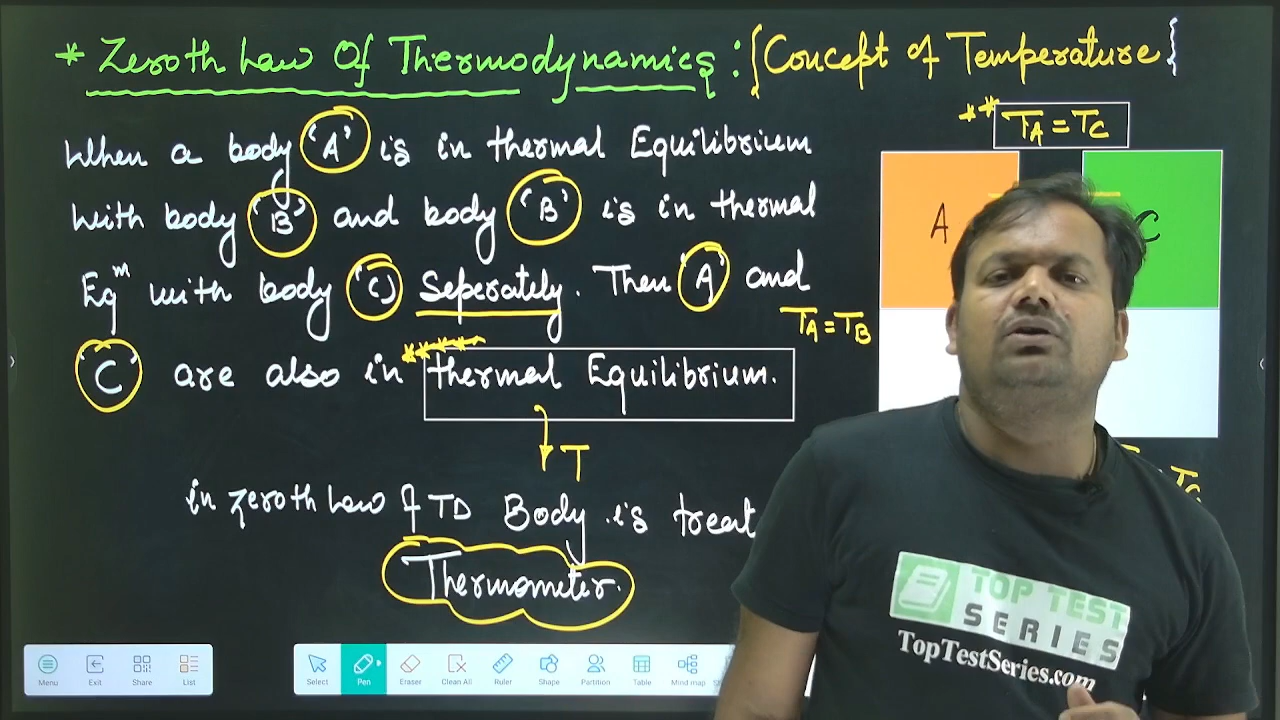 * Zeroth Law Of Thermodynamics : {Concept of Temperature}
** TA = TC
When a body 'A' is in thermal Equilibrium
with body 'B' and body 'B' is in thermal
Eqm with body 'C' Seperately. Then 'A' and
'C' are also in **** thermal Equilibrium.
A
C
TA = TB
T
in zeroth Law of TD Body is treat
Thermometer.
TOP TEST
SERIES
TopTestSeries.com
Menu Exit Share List
Select Pen Eraser Clean All Ruler Shape Partition Table Mind map